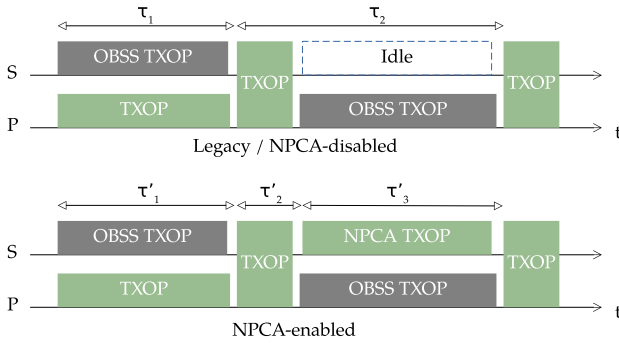 τ₁ τ₂
S OBSS TXOP TXOP Idle TXOP
P TXOP OBSS TXOP
t
Legacy / NPCA-disabled
τ'₁ τ'₂ τ'₃
S OBSS TXOP TXOP NPCA TXOP TXOP
P TXOP OBSS TXOP
t
NPCA-enabled